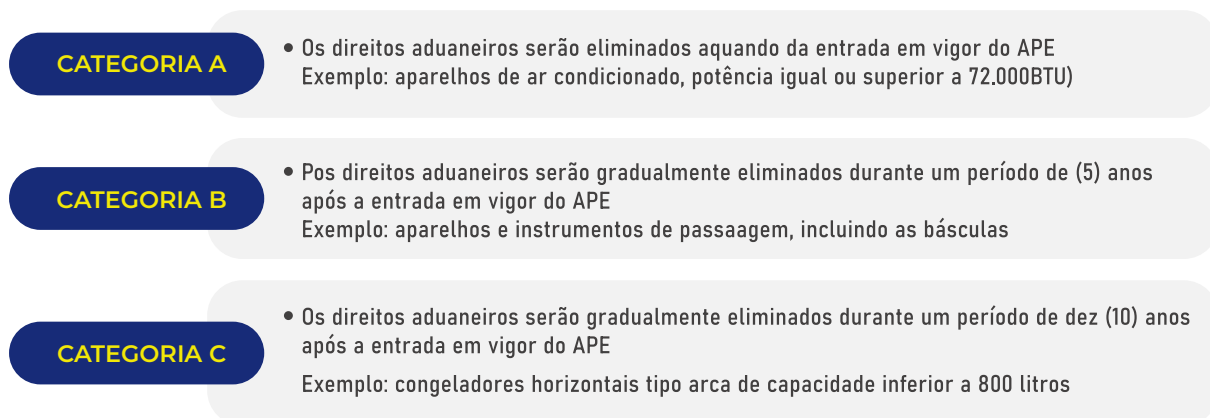 CATEGORIA A
• Os direitos aduaneiros serão eliminados aquando da entrada em vigor do APE
Exemplo: aparelhos de ar condicionado, potência igual ou superior a 72.000BTU)
CATEGORIA B
• Pos direitos aduaneiros serão gradualmente eliminados durante um período de (5) anos
após a entrada em vigor do APE
Exemplo: aparelhos e instrumentos de passaagem, incluindo as básculas
CATEGORIA C
• Os direitos aduaneiros serão gradualmente eliminados durante um período de dez (10) anos
após a entrada em vigor do APE
Exemplo: congeladores horizontais tipo arca de capacidade inferior a 800 litros